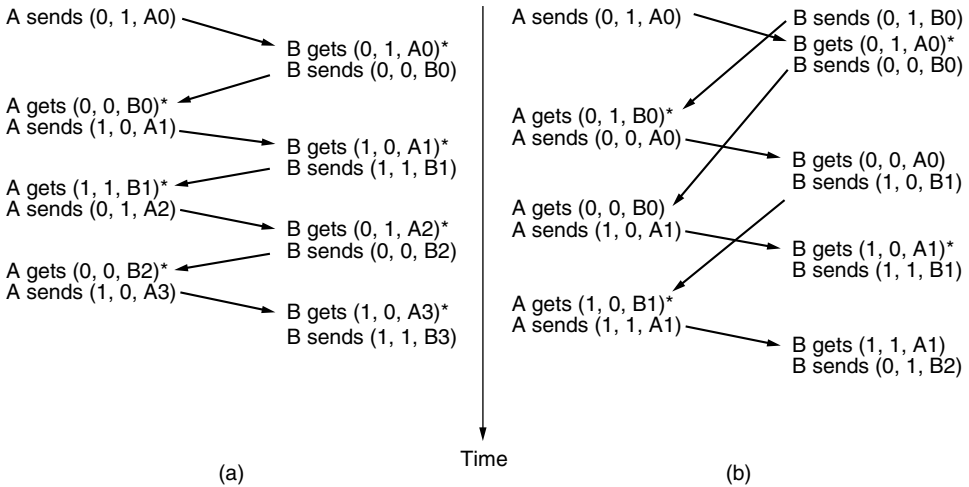 A sends (0, 1, A0)
B gets (0, 1, A0)*
B sends (0, 0, B0)
A gets (0, 0, B0)*
A sends (1, 0, A1)
B gets (1, 0, A1)*
B sends (1, 1, B1)
A gets (1, 1, B1)*
A sends (0, 1, A2)
B gets (0, 1, A2)*
B sends (0, 0, B2)
A gets (0, 0, B2)*
A sends (1, 0, A3)
B gets (1, 0, A3)*
B sends (1, 1, B3)
(a)
Time
A sends (0, 1, A0)
B sends (0, 1, B0)
B gets (0, 1, A0)*
B sends (0, 0, B0)
A gets (0, 1, B0)*
A sends (0, 0, A0)
B gets (0, 0, A0)
B sends (1, 0, B1)
A gets (0, 0, B0)
A sends (1, 0, A1)
B gets (1, 0, A1)*
B sends (1, 1, B1)
A gets (1, 0, B1)*
A sends (1, 1, A1)
B gets (1, 1, A1)
B sends (0, 1, B2)
(b)